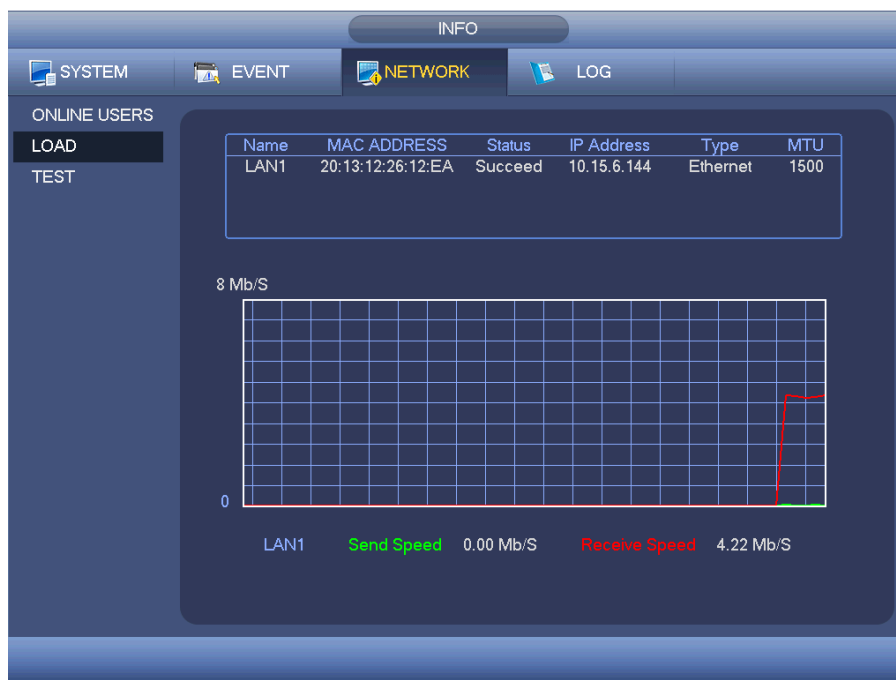 INFO
SYSTEM EVENT NETWORK LOG
ONLINE USERS
LOAD
TEST
Name MAC ADDRESS Status IP Address Type MTU
LAN1 20:13:12:26:12:EA Succeed 10.15.6.144 Ethernet 1500
8 Mb/S
0
LAN1 Send Speed 0.00 Mb/S Receive Speed 4.22 Mb/S